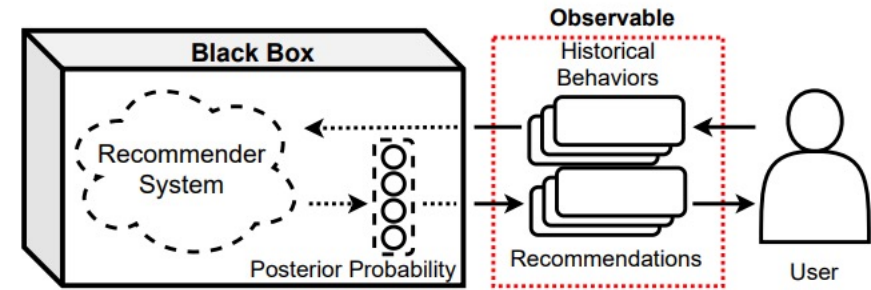 Observable
Black Box
Historical
Behaviors
Recommender
System
Posterior Probability
Recommendations
User